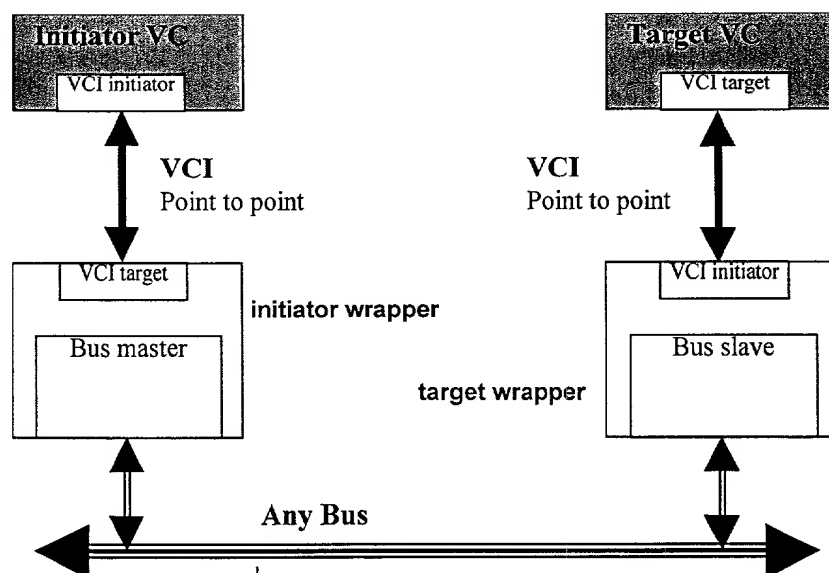 Initiator VC
Target VC
VCI initiator
VCI target
VCI
Point to point
VCI
Point to point
VCI target
VCI initiator
initiator wrapper
Bus master
Bus slave
target wrapper
Any Bus